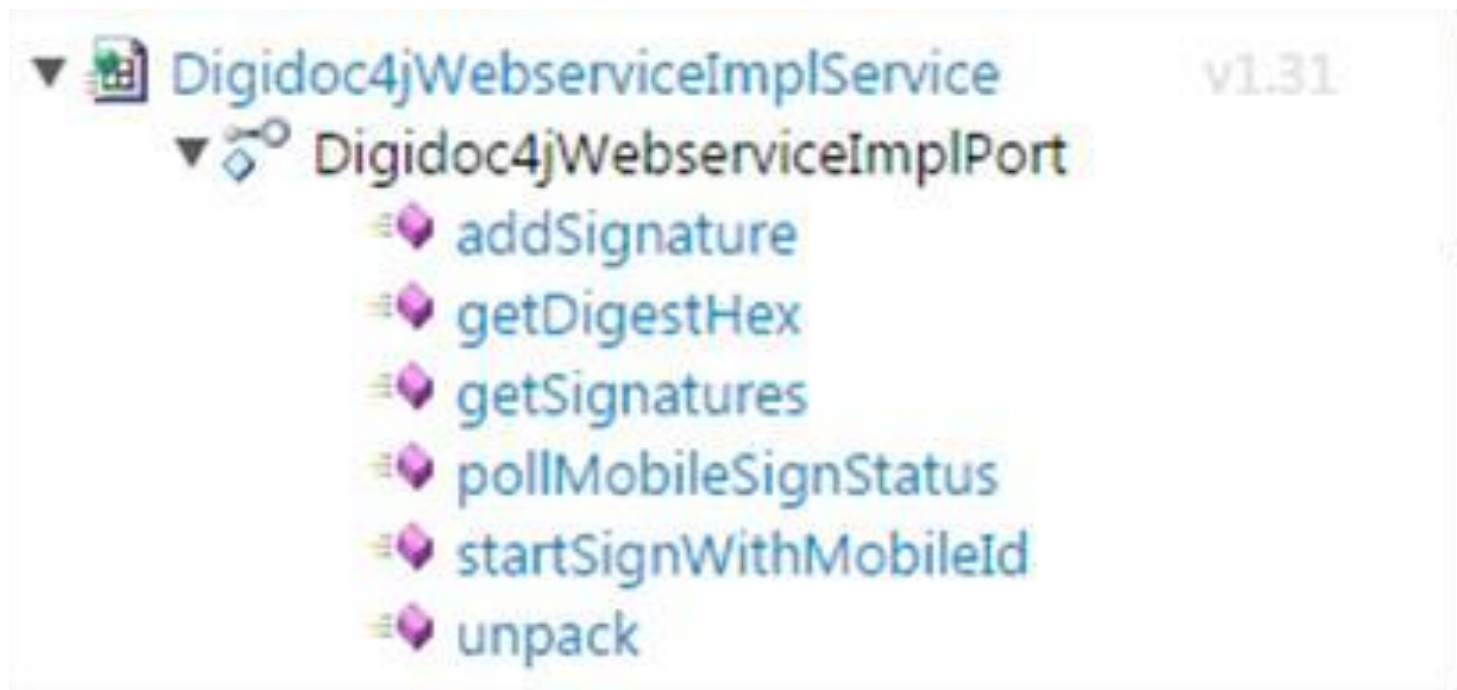 Digidoc4jWebserviceImplService v1.31
Digidoc4jWebserviceImplPort
addSignature
getDigestHex
getSignatures
pollMobileSignStatus
startSignWithMobileId
unpack